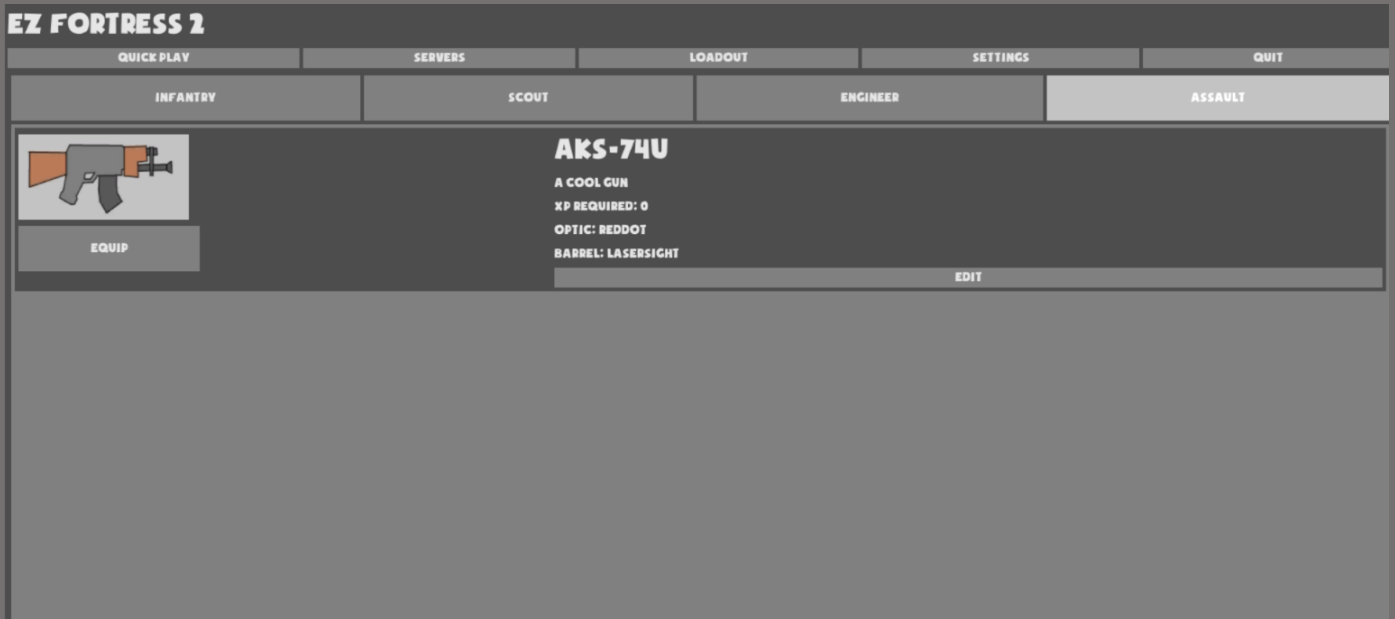 EZ FORTRESS 2
QUICK PLAY SERVERS LOADOUT SETTINGS QUIT
INFANTRY SCOUT ENGINEER ASSAULT
AKS-74U
A COOL GUN
XP REQUIRED: 0
OPTIC: REDDOT
EQUIP
BARREL: LASERSIGHT
EDIT